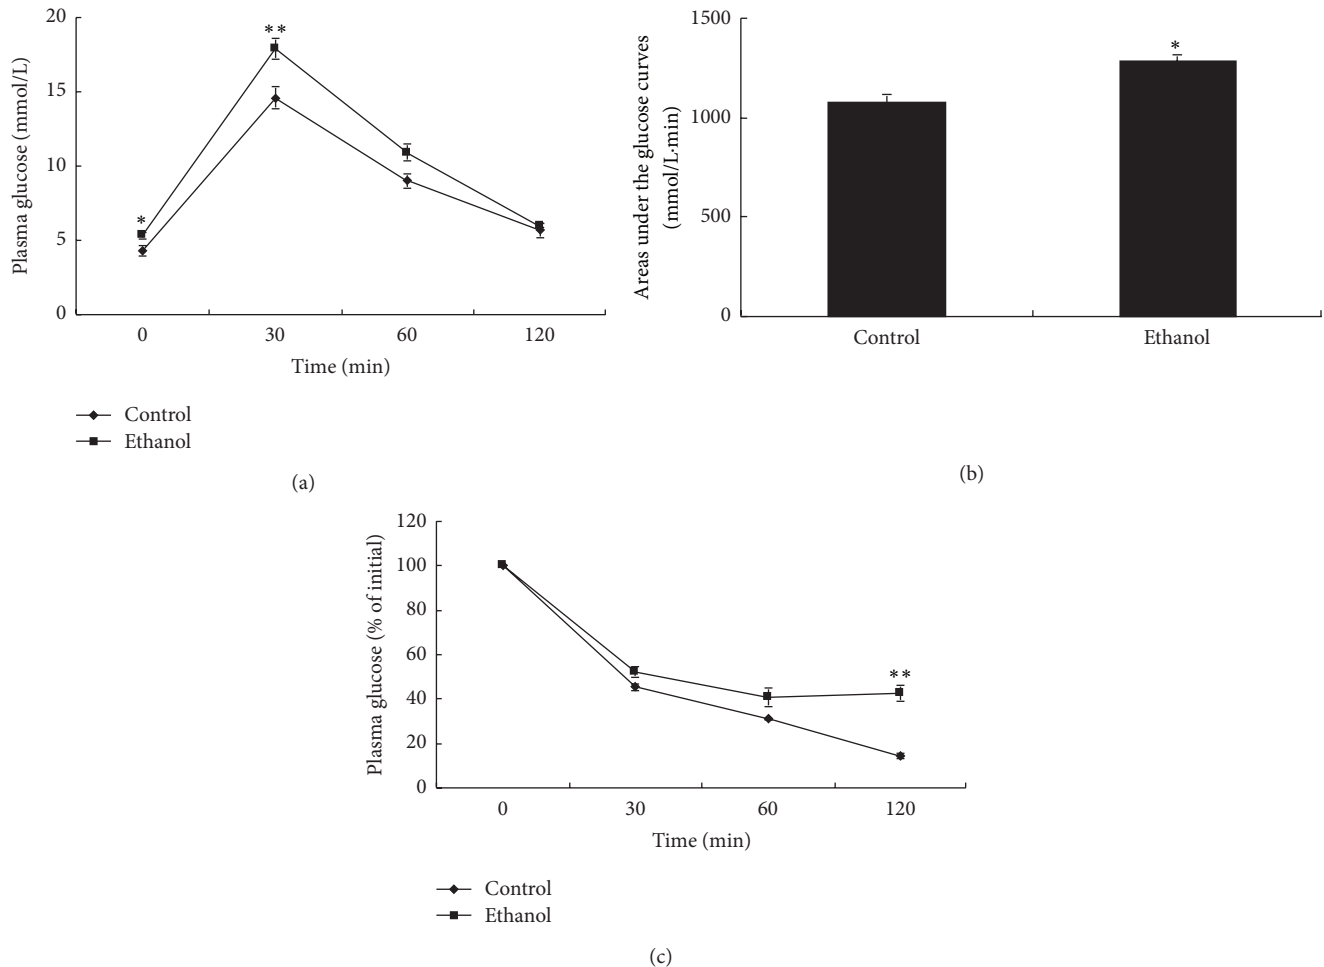 Plasma glucose (mmol/L)
20
15
10
5
0
*
**
0 30 60 120
Time (min)
Control
Ethanol
(a)
Areas under the glucose curves
(mmol/L·min)
1500
1000
500
0
*
Control Ethanol
(b)
Plasma glucose (% of initial)
120
100
80
60
40
20
0
**
0 30 60 120
Time (min)
Control
Ethanol
(c)